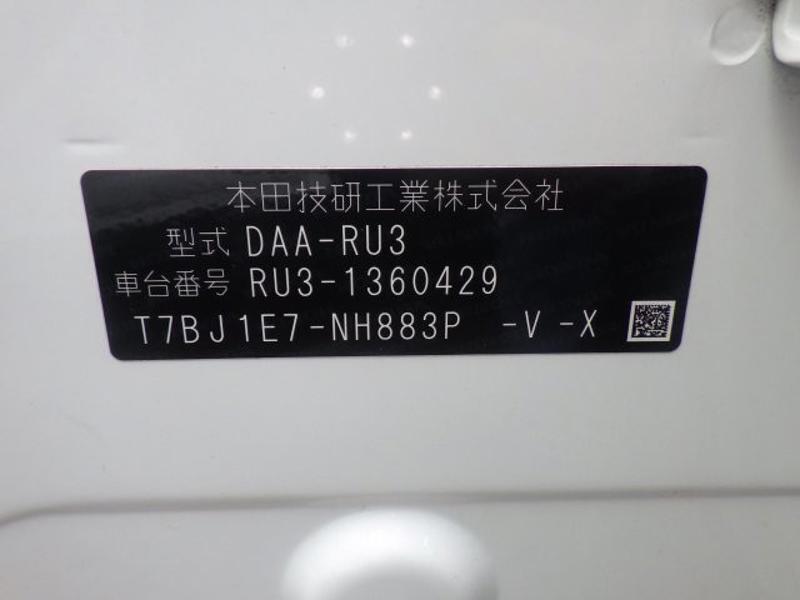 本田技研工業株式会社
型式 DAA-RU3
車台番号 RU3-1360429
T7BJ1E7-NH883P -V -X